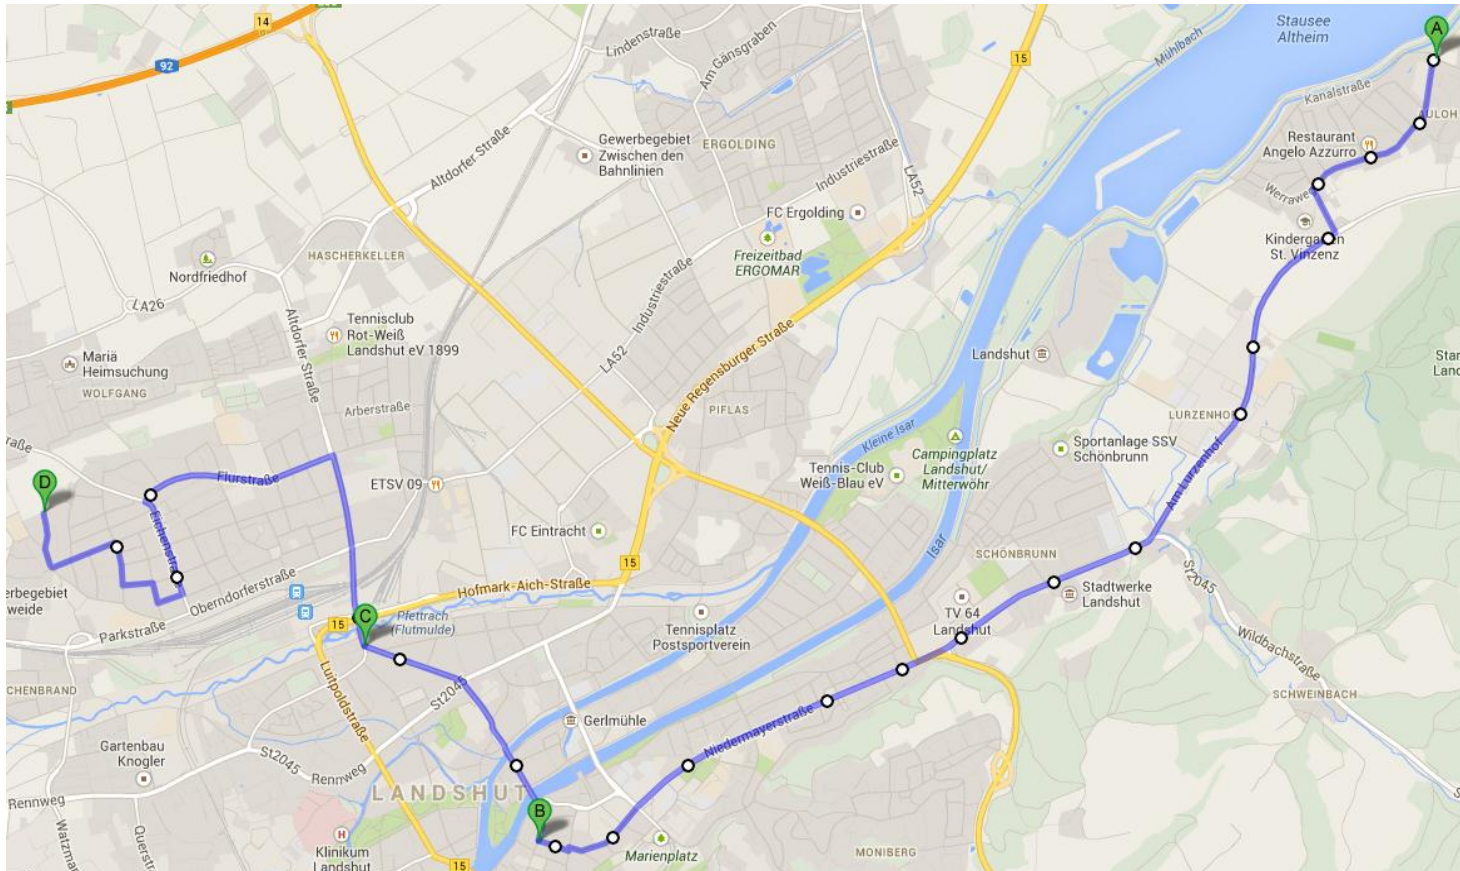 14
92
Lindenstraße
Am Gänsgraben
15
Mühlbach
Stausee
Altheim
A
Kanalstraße
Restaurant
Angelo Azzurro
Gewerbegebiet
Zwischen den
Bahnlinien
ERGOLDING
Altdorfer Straße
Industriestraße
LA52
Werraweg
FC Ergolding
Freizeitbad
ERGOMAR
Kindergarten
St. Vinzenz
HASCHERKELLER
Nordfriedhof
LA26
Altdorfer Straße
Tennisclub
Rot-Weiß
Landshut eV 1899
Industriestraße
LA52
Neue Regensburger Straße
Landshut
Mariä
Heimsuchung
WOLFGANG
Arberstraße
PIFLAS
Kleine Isar
LURZENHOF
Sportanlage SSV
Schönbrunn
Campingplatz
Landshut/
Mitterwöhr
Tennis-Club
Weiß-Blau eV
Am Lurzenhof
D
Flurstraße
ETSV 09
Eichenstraße
FC Eintracht
Isar
SCHÖNBRUNN
St2045
15
Hofmark-Aich-Straße
Oberndorferstraße
Stadtwerke
Landshut
Parkstraße
C
15
Pfettrach
(Flutmulde)
Tennisplatz
Postsportverein
TV 64
Landshut
Wildbachstraße
SCHWEINBACH
Luitpoldstraße
St2045
Gerlmühle
Niedermayerstraße
Gartenbau
Knogler
St2045
Rennweg
Rennweg
LANDSHUT
B
Klinikum
Landshut
15
Marienplatz
MONIBERG